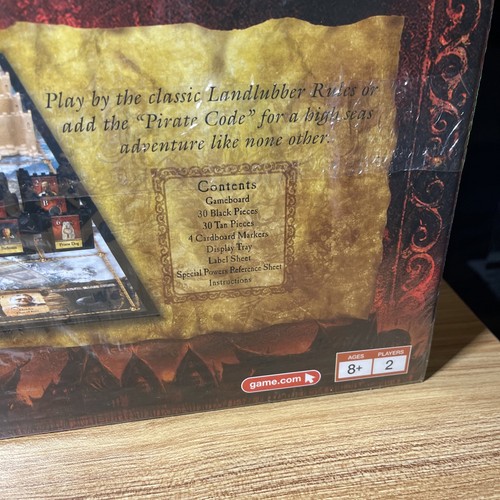 Play by the classic Landlubber Rules or
add the "Pirate Code" for a high seas
adventure like none other.
Contents
Gameboard
30 Black Pieces
30 Tan Pieces
4 Cardboard Markers
Display Tray
Label Sheet
Special Powers Reference Sheet
Instructions
game.com
AGES
8+
PLAYERS
2